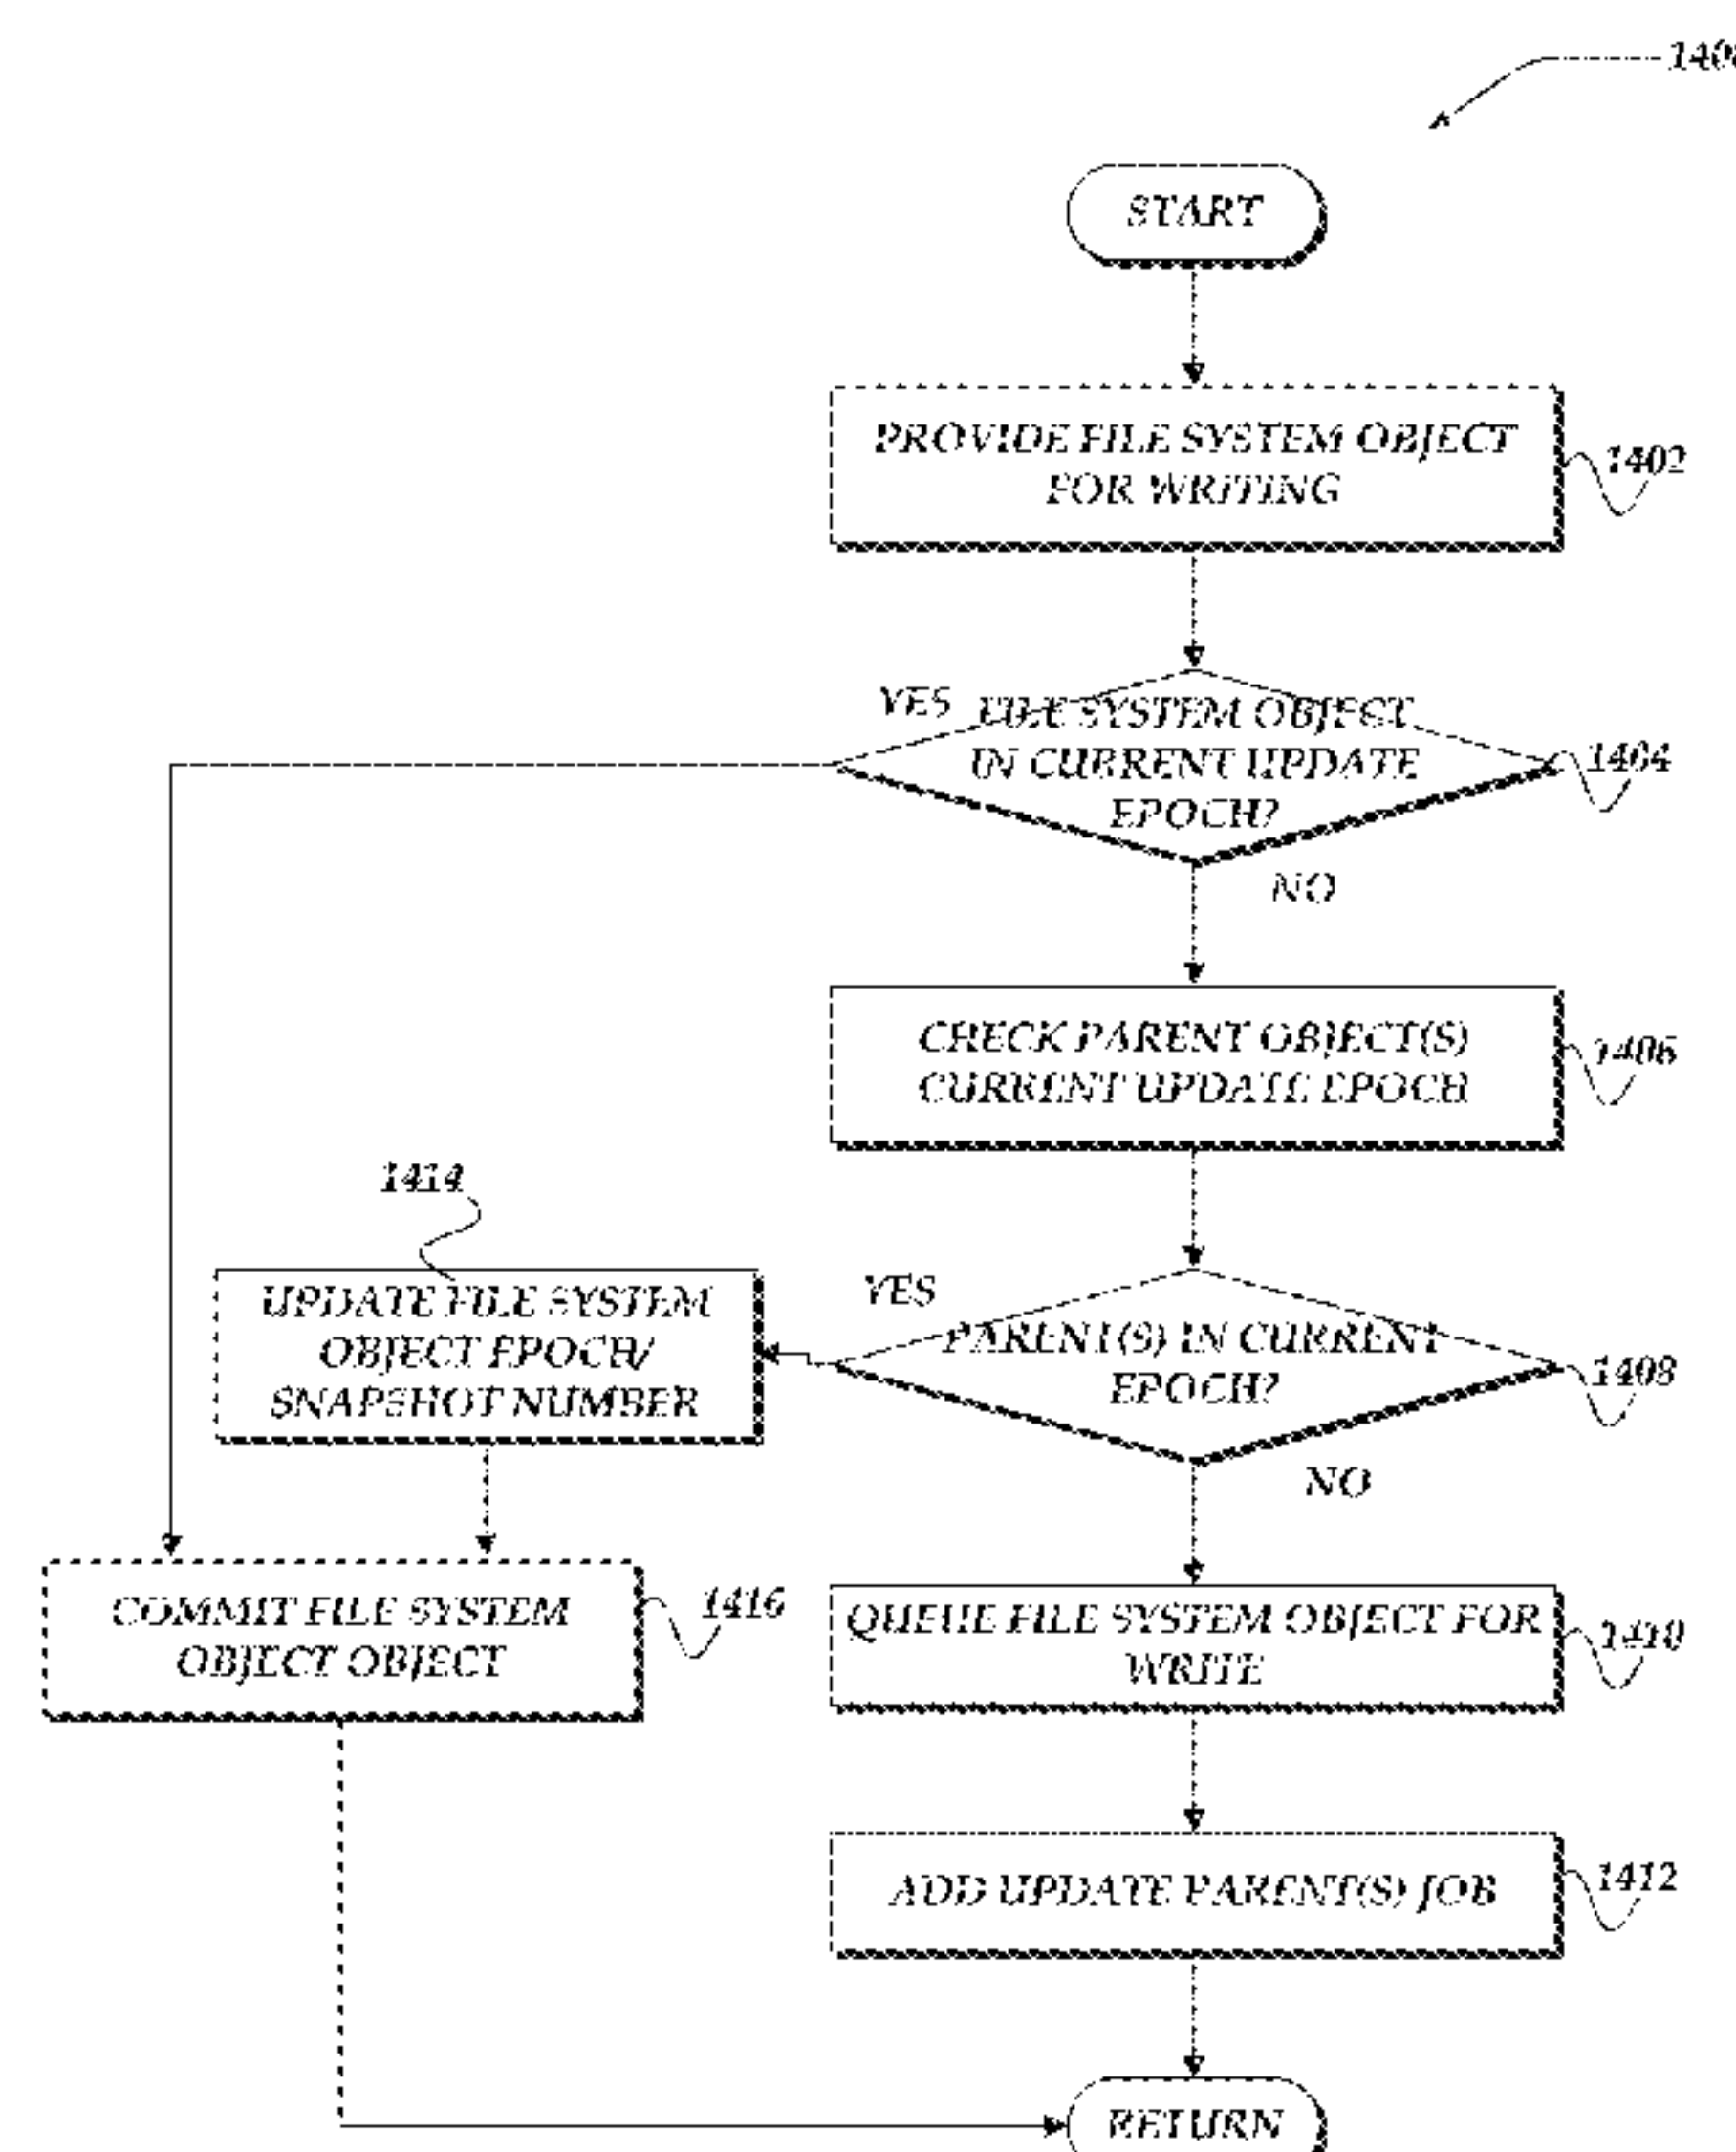 START
PROVIDE FILE SYSTEM OBJECT
FOR WRITING
1402
YES
FILE SYSTEM OBJECT
IN CURRENT UPDATE
EPOCH?
1404
NO
CHECK PARENT OBJECT(S)
CURRENT UPDATE EPOCH
1406
1414
UPDATE FILE SYSTEM
OBJECT EPOCH/
SNAPSHOT NUMBER
YES
PARENT(S) IN CURRENT
EPOCH?
1408
NO
COMMIT FILE SYSTEM
OBJECT OBJECT
1416
QUEUE FILE SYSTEM OBJECT FOR
WRITE
1410
ADD UPDATE PARENT(S) JOB
1412
RETURN